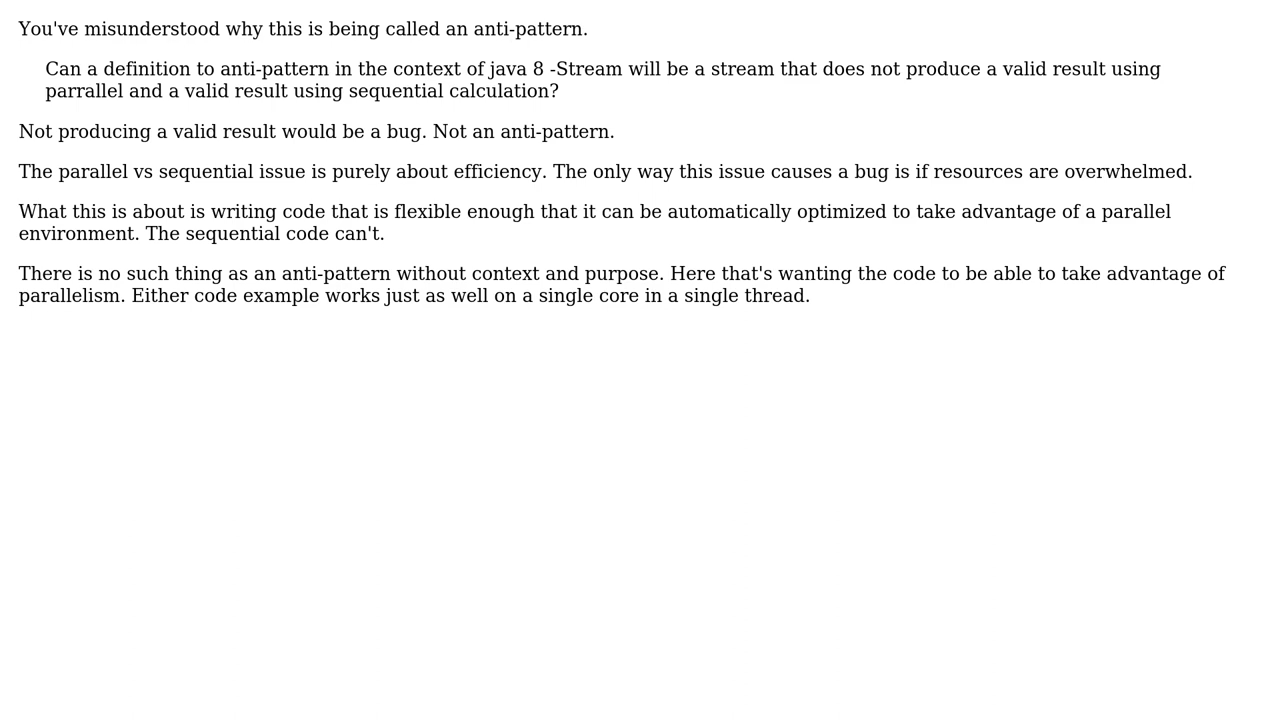 You've misunderstood why this is being called an anti-pattern.
Can a definition to anti-pattern in the context of java 8 -Stream will be a stream that does not produce a valid result using
parrallel and a valid result using sequential calculation?
Not producing a valid result would be a bug. Not an anti-pattern.
The parallel vs sequential issue is purely about efficiency. The only way this issue causes a bug is if resources are overwhelmed.
What this is about is writing code that is flexible enough that it can be automatically optimized to take advantage of a parallel
environment. The sequential code can't.
There is no such thing as an anti-pattern without context and purpose. Here that's wanting the code to be able to take advantage of
parallelism. Either code example works just as well on a single core in a single thread.